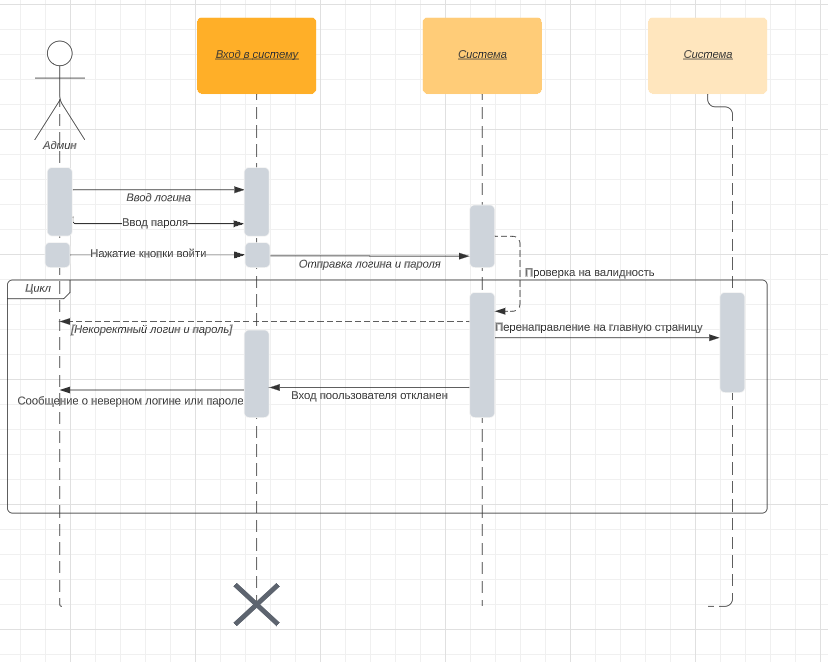 Вход в систему
Система
Система
Админ
Ввод логина
Ввод пароля
Нажатие кнопки войти
Отправка логина и пароля
Проверка на валидность
Цикл
[Некоректный логин и пароль]
Перенаправление на главную страницу
Вход поользователя откланен
Сообщение о неверном логине или пароле